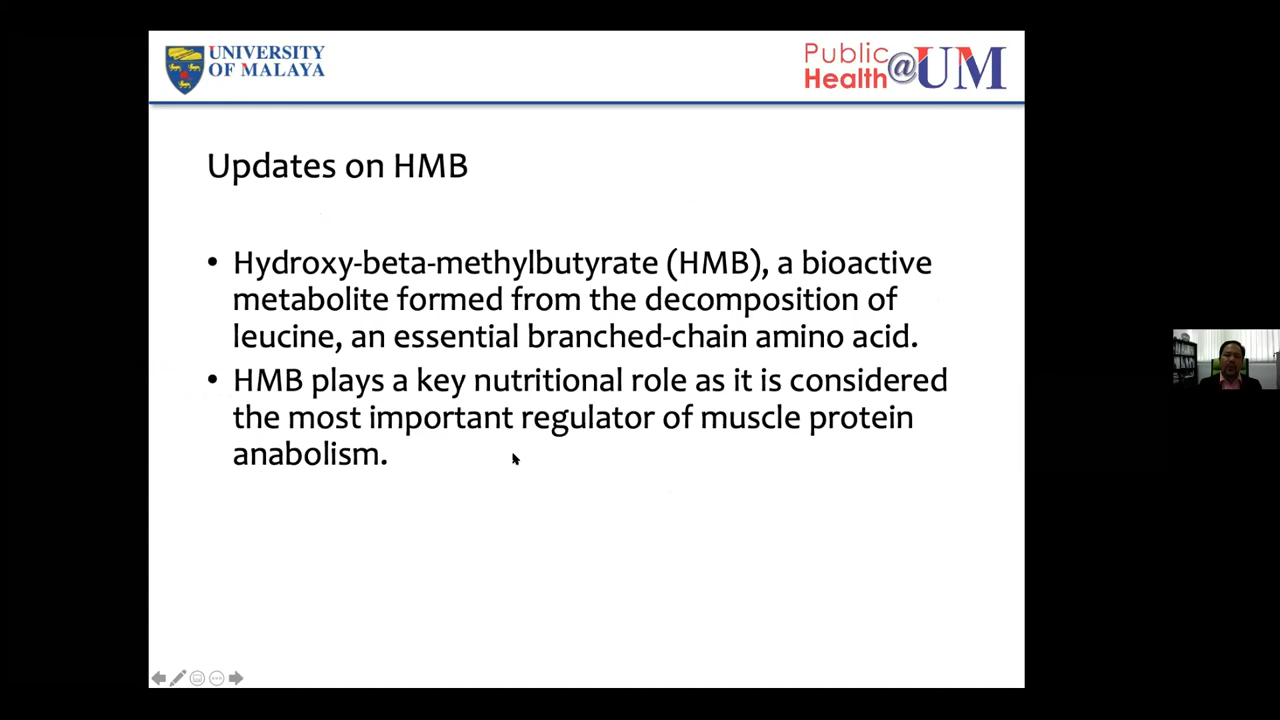 UNIVERSITY
OF MALAYA
Public
Health@UM
Updates on HMB
• Hydroxy-beta-methylbutyrate (HMB), a bioactive
metabolite formed from the decomposition of
leucine, an essential branched-chain amino acid.
• HMB plays a key nutritional role as it is considered
the most important regulator of muscle protein
anabolism.